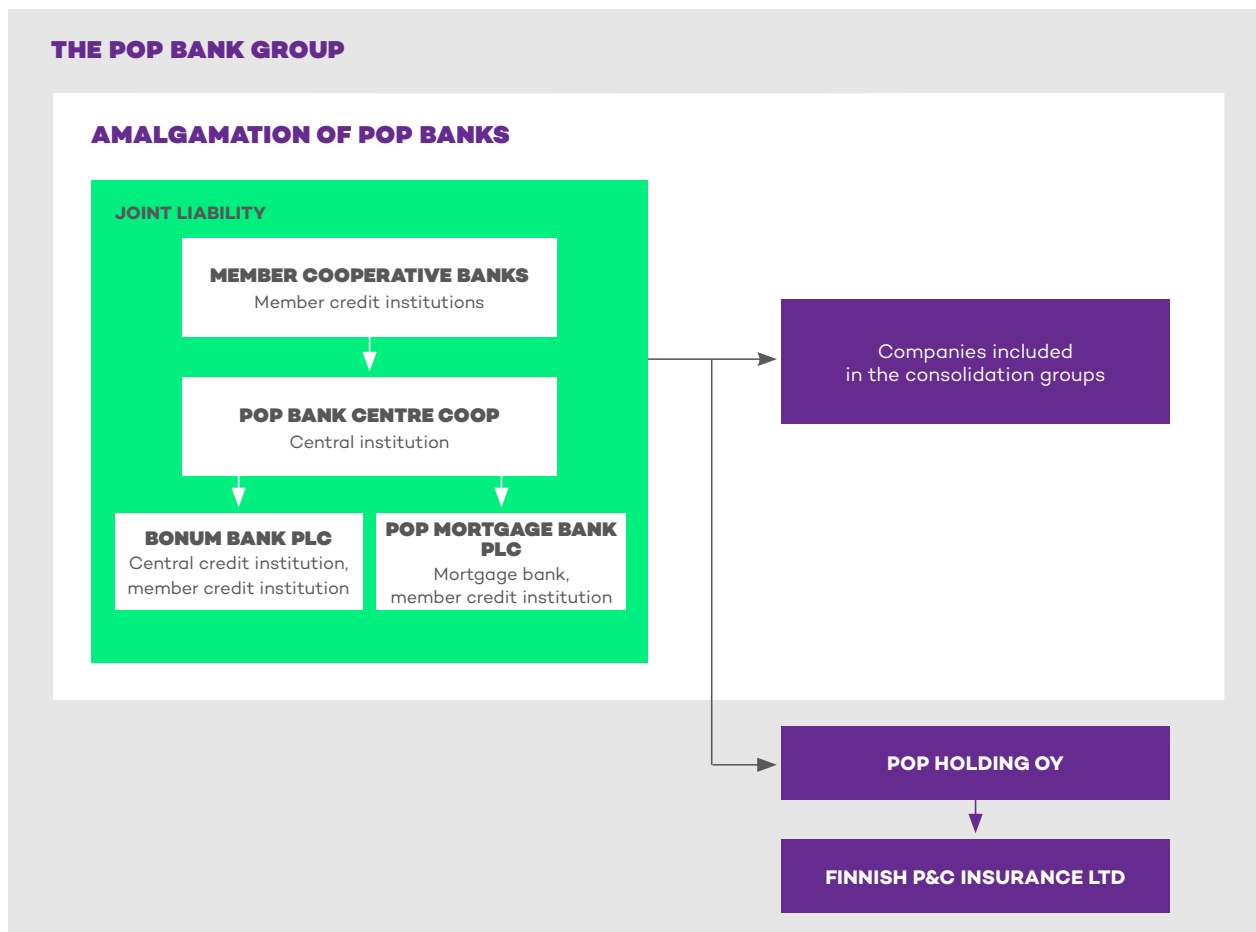 THE POP BANK GROUP
AMALGAMATION OF POP BANKS
JOINT LIABILITY
MEMBER COOPERATIVE BANKS
Member credit institutions
POP BANK CENTRE COOP
Central institution
BONUM BANK PLC
Central credit institution,
member credit institution
POP MORTGAGE BANK
PLC
Mortgage bank,
member credit institution
Companies included
in the consolidation groups
POP HOLDING OY
FINNISH P&C INSURANCE LTD